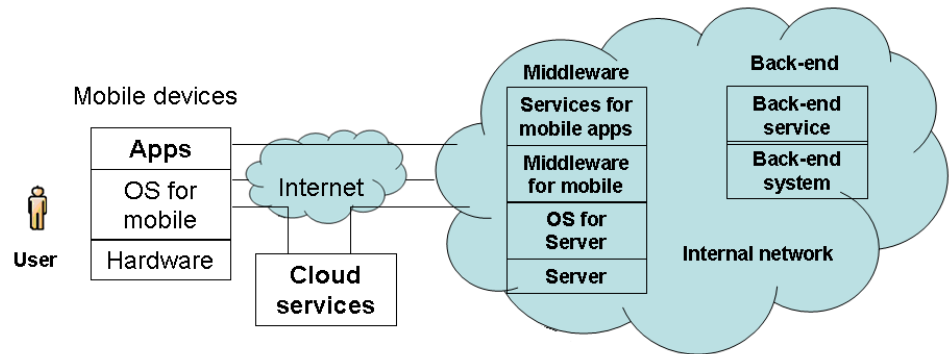 Mobile devices
Apps
OS for
mobile
Hardware
User
Internet
Cloud
services
Middleware
Services for
mobile apps
Middleware
for mobile
OS for
Server
Server
Back-end
Back-end
service
Back-end
system
Internal network